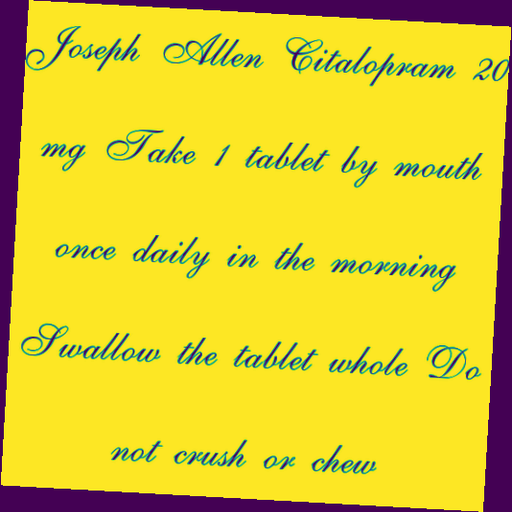 Joseph Allen Citalopram 20
mg Take 1 tablet by mouth
once daily in the morning
Swallow the tablet whole Do
not crush or chew